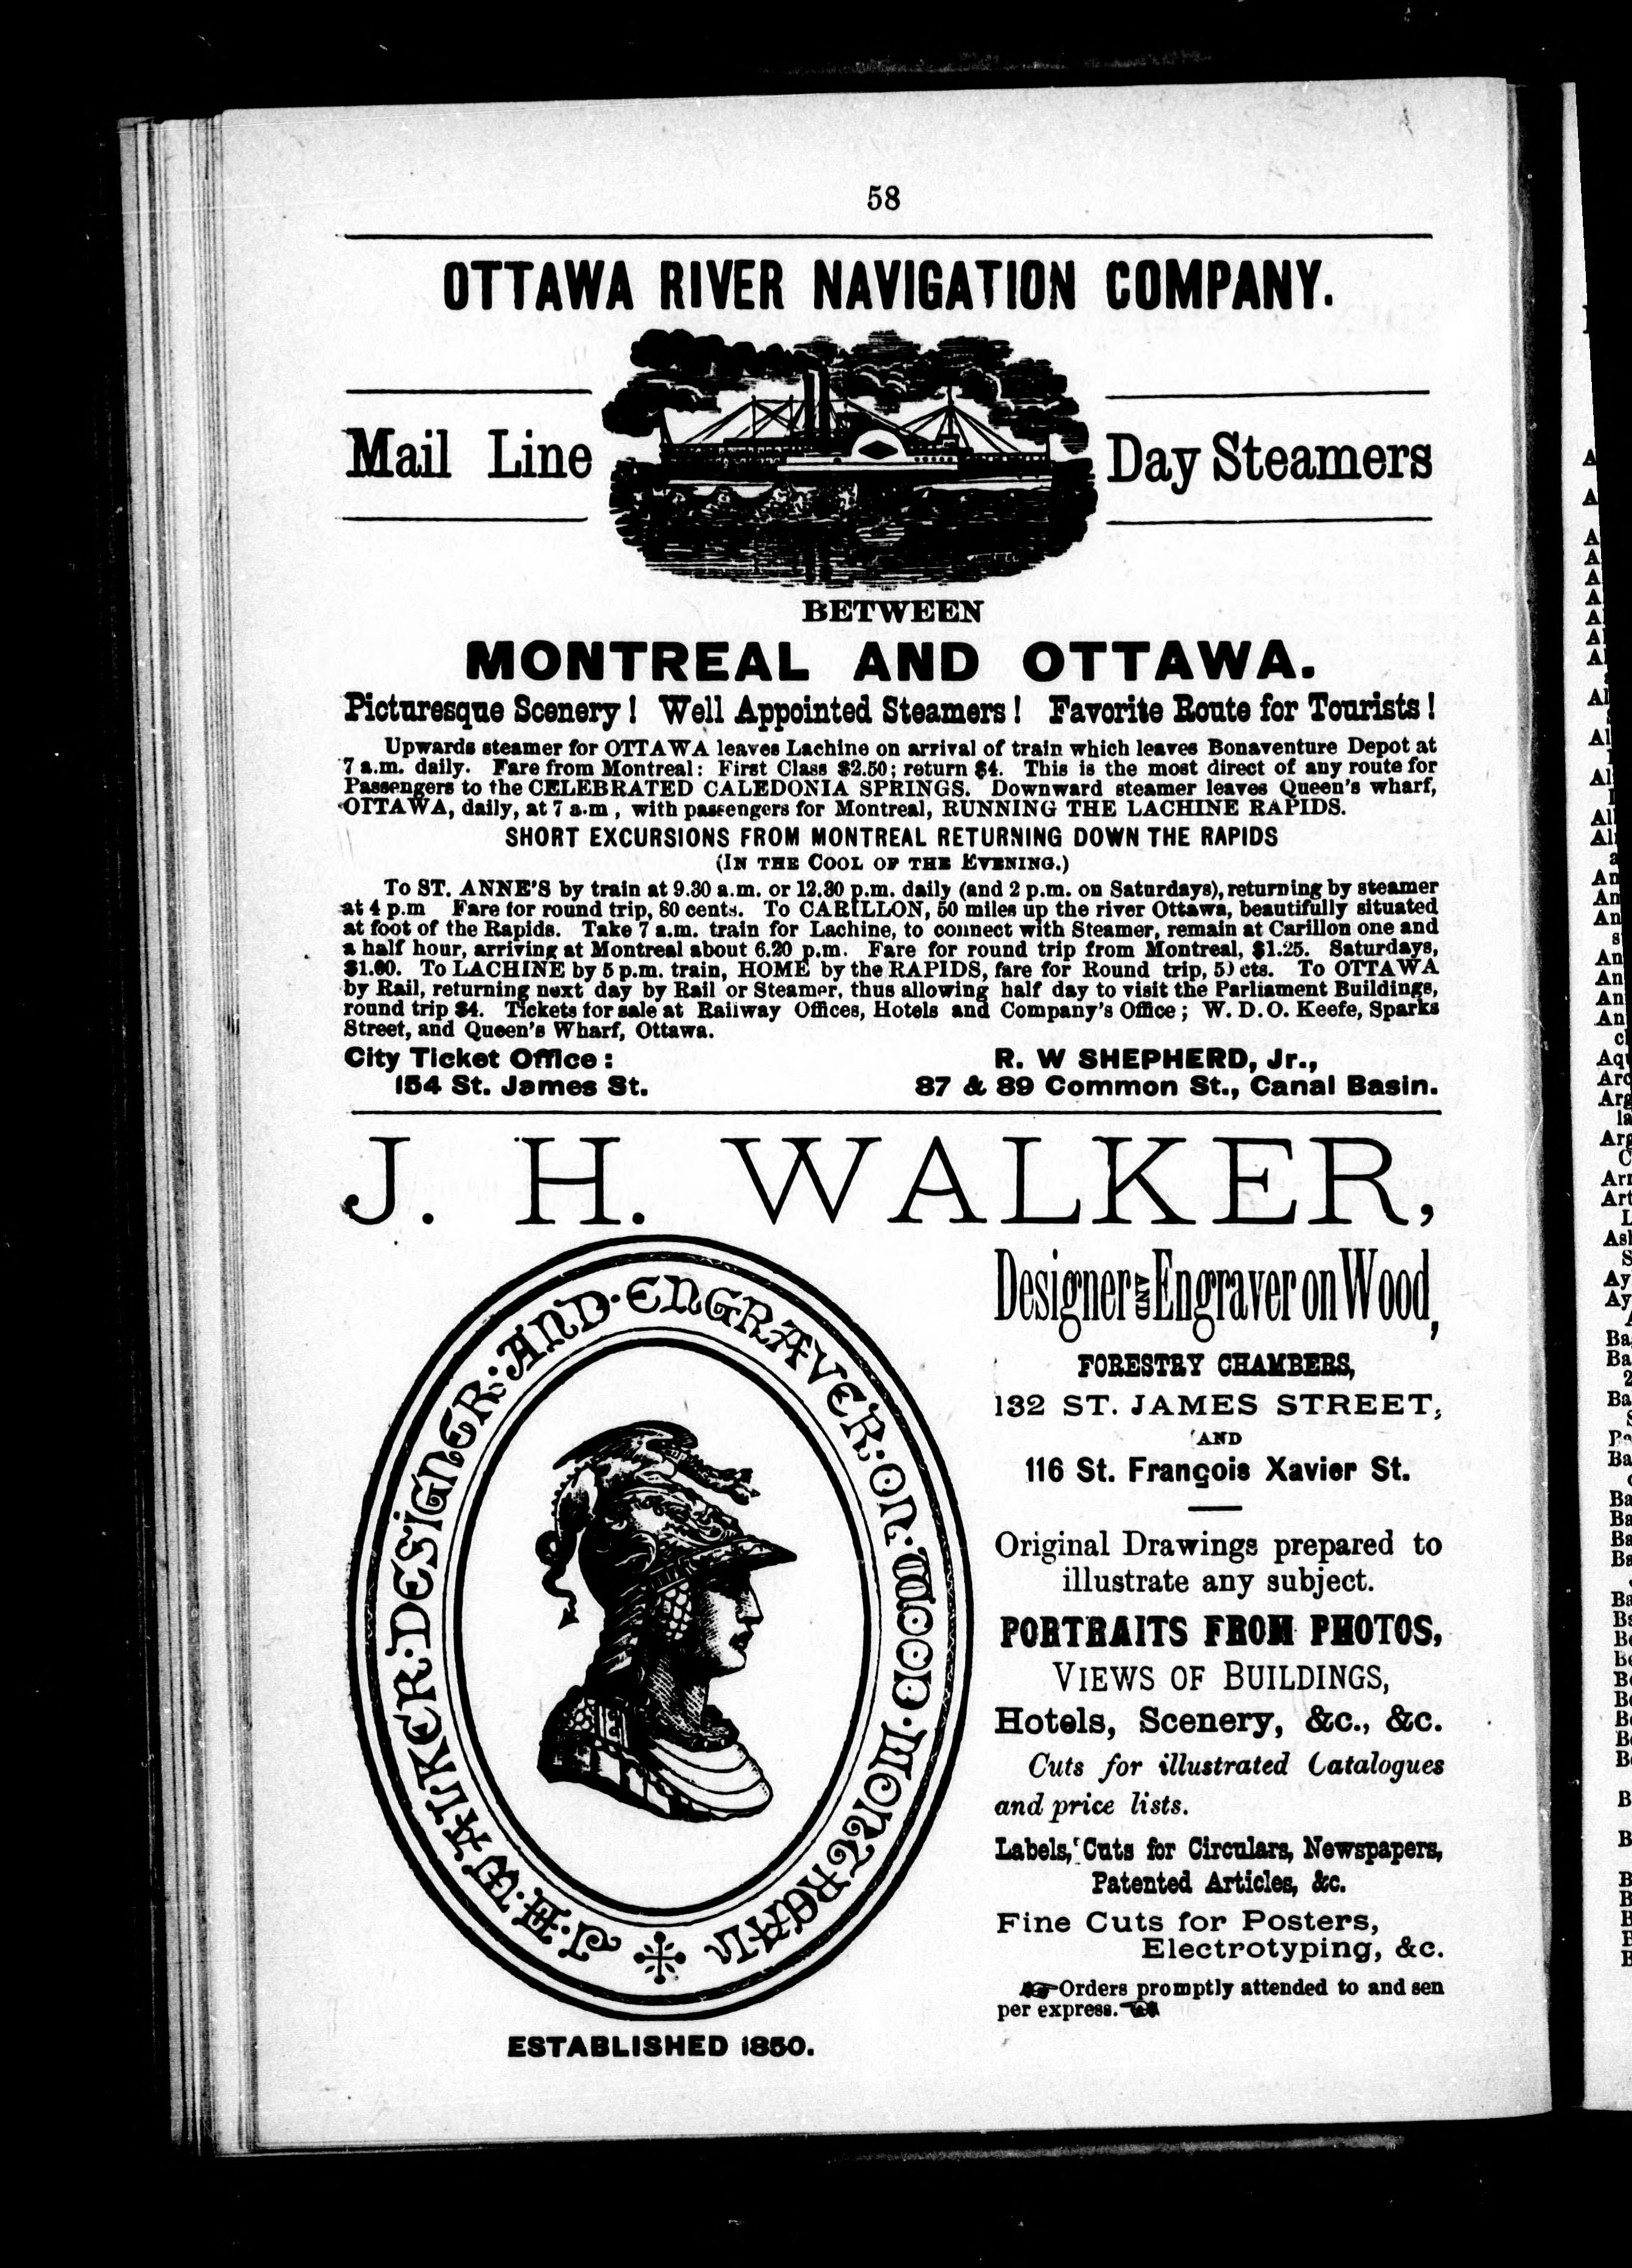 58
OTTAWA RIVER NAVIGATION COMPANY.
Mail Line
Day Steamers
BETWEEN
MONTREAL AND OTTAWA.
Picturesque Scenery! Well Appointed Steamers! Favorite Route for Tourists!
Upwards steamer for OTTAWA leaves Lachine on arrival of train which leaves Bonaventure Depot at
7 a.m. daily. Fare from Montreal: First Class $2.50; return $4. This is the most direct of any route for
Passengers to the CELEBRATED CALEDONIA SPRINGS. Downward steamer leaves Queen's wharf,
OTTAWA, daily, at 7 a.m , with passengers for Montreal, RUNNING THE LACHINE RAPIDS.
SHORT EXCURSIONS FROM MONTREAL RETURNING DOWN THE RAPIDS
(IN THE COOL OF THE EVENING.)
To ST. ANNE'S by train at 9.30 a.m. or 12.30 p.m. daily (and 2 p.m. on Saturdays), returning by steamer
at 4 p.m Fare for round trip, 80 cents. To CARILLON, 50 miles up the river Ottawa, beautifully situated
at foot of the Rapids. Take 7 a.m. train for Lachine, to connect with Steamer, remain at Carillon one and
a half hour, arriving at Montreal about 6.20 p.m. Fare for round trip from Montreal, $1.25. Saturdays,
$1.00. To LACHINE by 5 p.m. train, HOME by the RAPIDS, fare for Round trip, 50 cts. To OTTAWA
by Rail, returning next day by Rail or Steamer, thus allowing half day to visit the Parliament Buildings,
round trip $4. Tickets for sale at Railway Offices, Hotels and Company's Office; W. D. O. Keefe, Sparks
Street, and Queen's Wharf, Ottawa.
City Ticket Office:
154 St. James St.
R. W SHEPHERD, Jr.,
87 & 89 Common St., Canal Basin.
J. H. WALKER,
J. H. WALKER. DESIGNER: AND. ENGRAVER. ON. WOOD. MONTREAL
ESTABLISHED 1850.
Designer AND Engraver on Wood,
FORESTRY CHAMBERS,
132 ST. JAMES STREET,
AND
116 St. François Xavier St.
Original Drawings prepared to
illustrate any subject.
PORTRAITS FROM PHOTOS,
VIEWS OF BUILDINGS,
Hotels, Scenery, &c., &c.
Cuts for illustrated Catalogues
and price lists.
Labels, Cuts for Circulars, Newspapers,
Patented Articles, &c.
Fine Cuts for Posters,
Electrotyping, &c.
☞Orders promptly attended to and sen
per express.☜